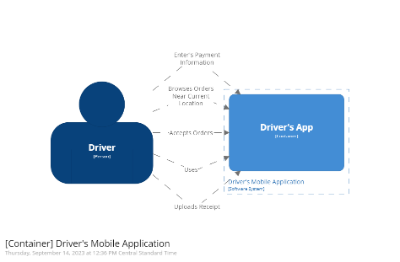 Enter's Payment
Information
Browses Orders
Near Current
Location
Driver
[Person]
Accepts Orders
Driver's App
[Container]
Uses
Driver's Mobile Application
[Software System]
Uploads Receipt
[Container] Driver's Mobile Application
Thursday, September 14, 2023 at 12:36 PM Central Standard Time